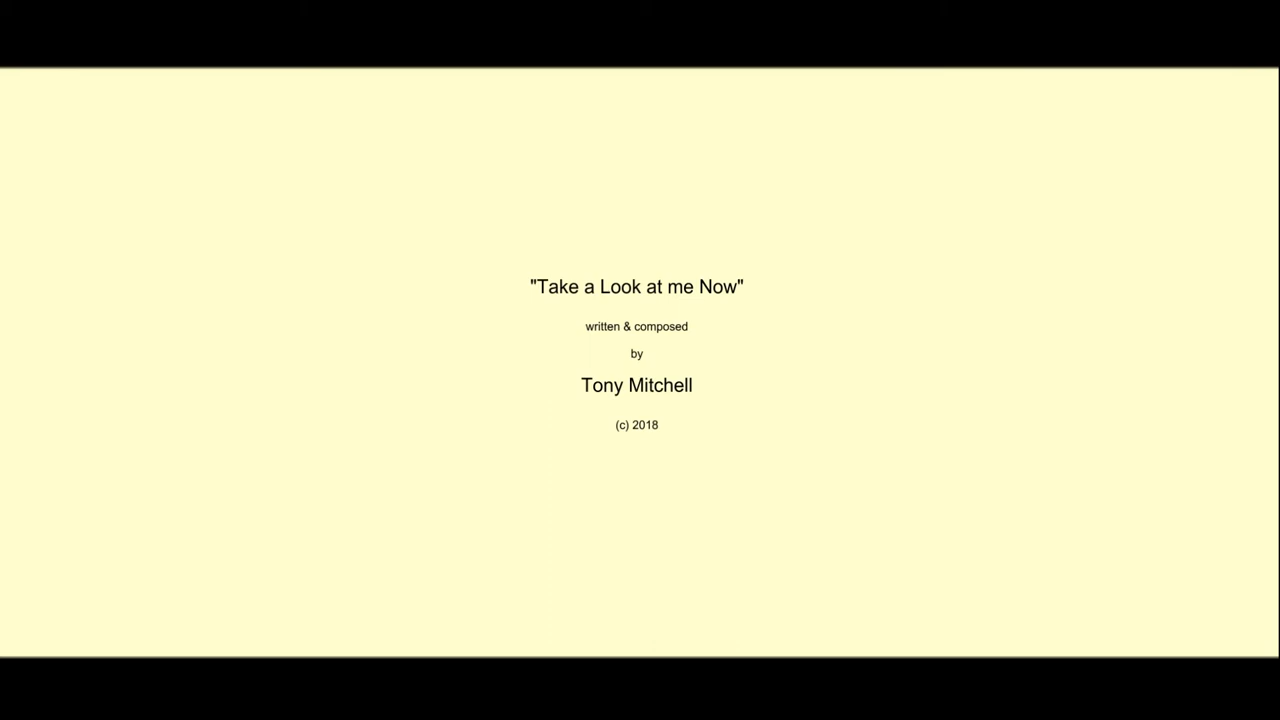 "Take a Look at me Now"
written & composed
by
Tony Mitchell
(c) 2018